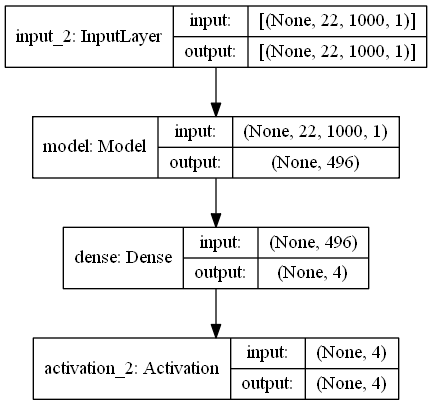 input_2: InputLayer
input: [(None, 22, 1000, 1)]
output: [(None, 22, 1000, 1)]
model: Model
input: (None, 22, 1000, 1)
output: (None, 496)
dense: Dense
input: (None, 496)
output: (None, 4)
activation_2: Activation
input: (None, 4)
output: (None, 4)